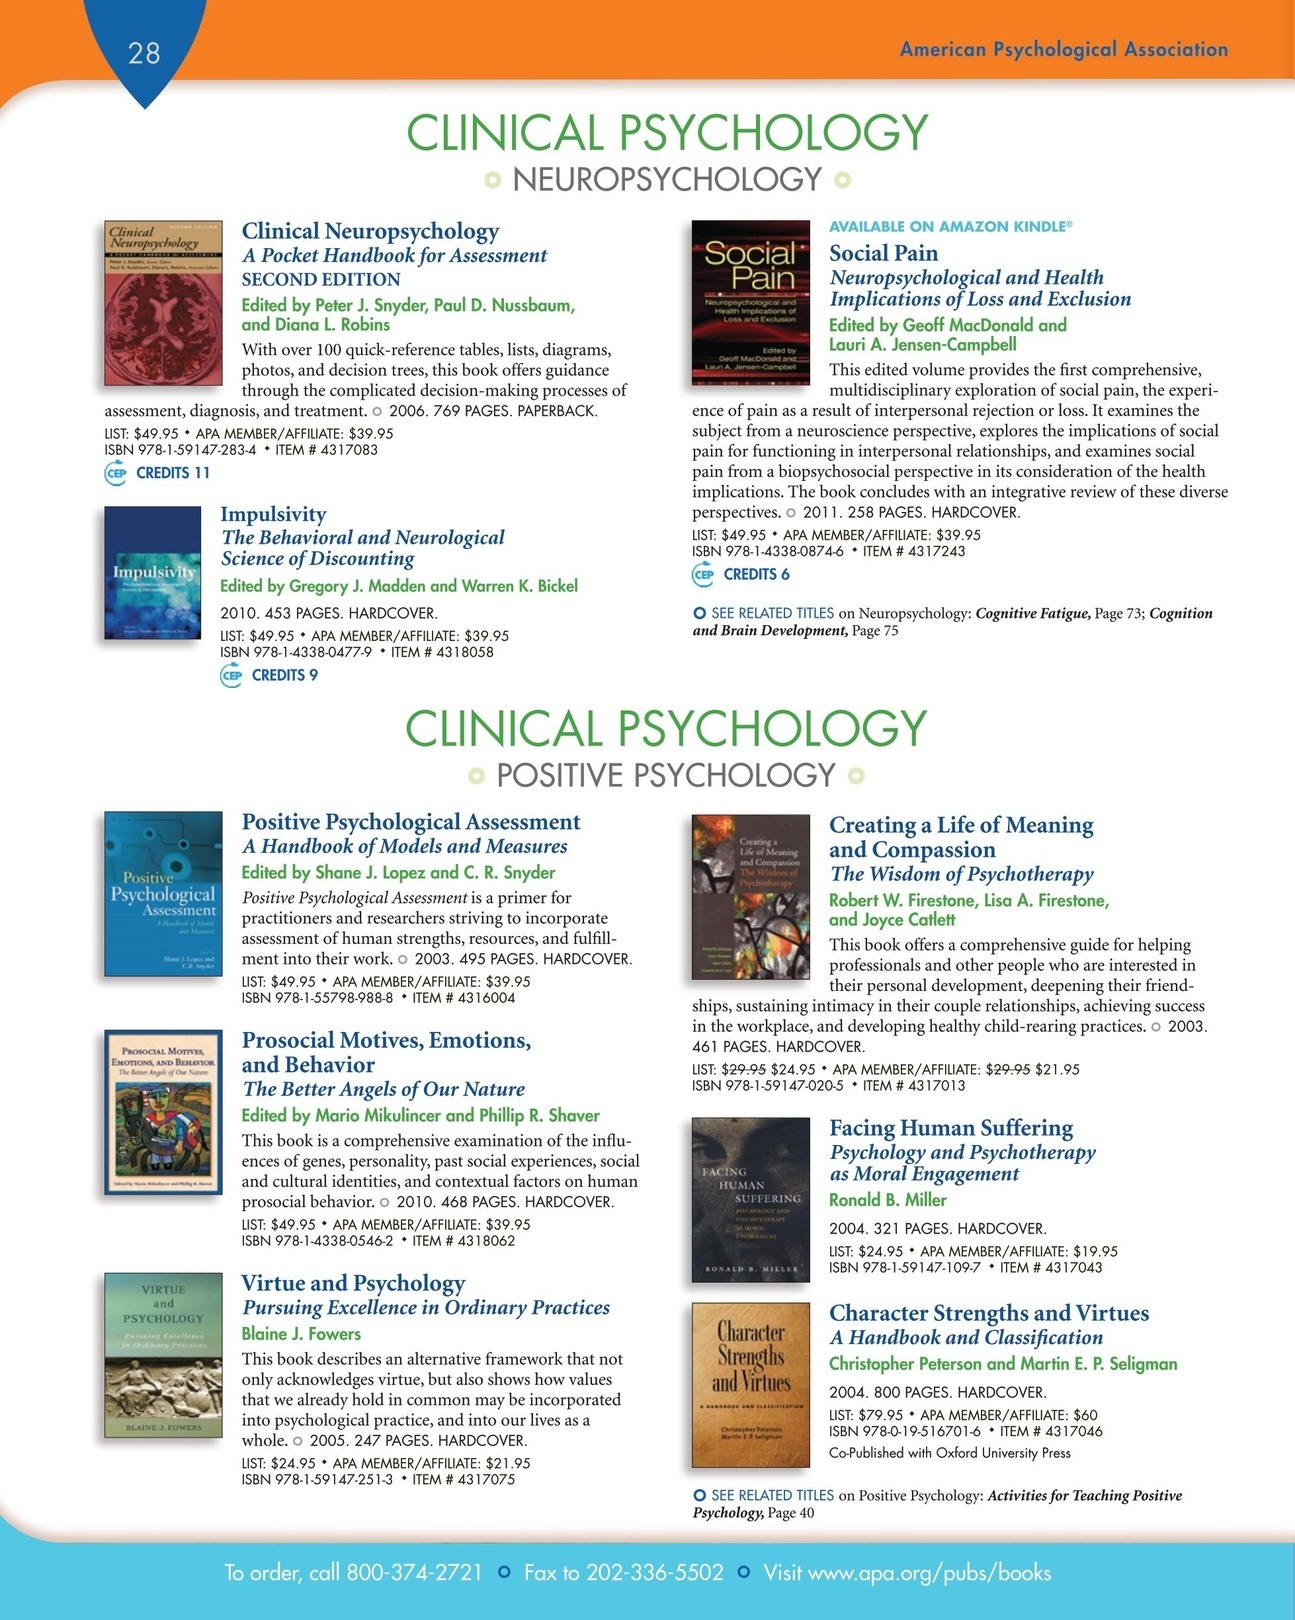 28
American Psychological Association
CLINICAL PSYCHOLOGY
NEUROPSYCHOLOGY
Clinical Neuropsychology
A Pocket Handbook for Assessment
SECOND EDITION
Edited by Peter J. Snyder, Paul D. Nussbaum,
and Diana L. Robins
With over 100 quick-reference tables, lists, diagrams,
photos, and decision trees, this book offers guidance
through the complicated decision-making processes of
assessment, diagnosis, and treatment. 2006. 769 PAGES. PAPERBACK.
LIST: $49.95 • APA MEMBER/AFFILIATE: $39.95
ISBN 978-1-59147-283-4 • ITEM # 4317083
CEP CREDITS 11
Impulsivity
Impulsivity
The Behavioral and Neurological
Science of Discounting
Edited by Gregory J. Madden and Warren K. Bickel
2010. 453 PAGES. HARDCOVER.
LIST: $49.95 • APA MEMBER/AFFILIATE: $39.95
ISBN 978-1-4338-0477-9 • ITEM # 4318058
CEP CREDITS 9
Clinical
Neuropsychology
Social
Pain
Neuropsychological and
Health Implications of
Loss and Exclusion
Edited by
Geoff MacDonald and
Lauri A. Jensen-Campbell
AVAILABLE ON AMAZON KINDLE®
Social Pain
Neuropsychological and Health
Implications of Loss and Exclusion
Edited by Geoff MacDonald and
Lauri A. Jensen-Campbell
This edited volume provides the first comprehensive,
multidisciplinary exploration of social pain, the experi-
ence of pain as a result of interpersonal rejection or loss. It examines the
subject from a neuroscience perspective, explores the implications of social
pain for functioning in interpersonal relationships, and examines social
pain from a biopsychosocial perspective in its consideration of the health
implications. The book concludes with an integrative review of these diverse
perspectives. 2011. 258 PAGES. HARDCOVER.
LIST: $49.95 • APA MEMBER/AFFILIATE: $39.95
ISBN 978-1-4338-0874-6 • ITEM # 4317243
CEP CREDITS 6
SEE RELATED TITLES on Neuropsychology: Cognitive Fatigue, Page 73; Cognition
and Brain Development, Page 75
CLINICAL PSYCHOLOGY
POSITIVE PSYCHOLOGY
Positive
Psychological
Assessment
Positive Psychological Assessment
A Handbook of Models and Measures
Edited by Shane J. Lopez and C. R. Snyder
Positive Psychological Assessment is a primer for
practitioners and researchers striving to incorporate
assessment of human strengths, resources, and fulfill-
ment into their work. 2003. 495 PAGES. HARDCOVER.
LIST: $49.95 • APA MEMBER/AFFILIATE: $39.95
ISBN 978-1-55798-988-8 • ITEM # 4316004
PROSOCIAL MOTIVES,
EMOTIONS, AND BEHAVIOR
The Better Angels of Our Nature
Edited by Mario Mikulincer and Phillip R. Shaver
Prosocial Motives, Emotions,
and Behavior
The Better Angels of Our Nature
Edited by Mario Mikulincer and Phillip R. Shaver
This book is a comprehensive examination of the influ-
ences of genes, personality, past social experiences, social
and cultural identities, and contextual factors on human
prosocial behavior. 2010. 468 PAGES. HARDCOVER.
LIST: $49.95 • APA MEMBER/AFFILIATE: $39.95
ISBN 978-1-4338-0546-2 • ITEM # 4318062
VIRTUE
and
PSYCHOLOGY
Pursuing Excellence
in Ordinary Practices
BLAINE J. FOWERS
Virtue and Psychology
Pursuing Excellence in Ordinary Practices
Blaine J. Fowers
This book describes an alternative framework that not
only acknowledges virtue, but also shows how values
that we already hold in common may be incorporated
into psychological practice, and into our lives as a
whole. 2005. 247 PAGES. HARDCOVER.
LIST: $24.95 • APA MEMBER/AFFILIATE: $21.95
ISBN 978-1-59147-251-3 • ITEM # 4317075
Creating a
Life of Meaning
and Compassion
The Wisdom of
Psychotherapy
Creating a Life of Meaning
and Compassion
The Wisdom of Psychotherapy
Robert W. Firestone, Lisa A. Firestone,
and Joyce Catlett
This book offers a comprehensive guide for helping
professionals and other people who are interested in
their personal development, deepening their friend-
ships, sustaining intimacy in their couple relationships, achieving success
in the workplace, and developing healthy child-rearing practices. 2003.
461 PAGES. HARDCOVER.
LIST: $29.95 $24.95 • APA MEMBER/AFFILIATE: $29.95 $21.95
ISBN 978-1-59147-020-5 • ITEM # 4317013
FACING
HUMAN
SUFFERING
PSYCHOLOGY AND
PSYCHOTHERAPY
AS MORAL
ENGAGEMENT
RONALD B. MILLER
Facing Human Suffering
Psychology and Psychotherapy
as Moral Engagement
Ronald B. Miller
2004. 321 PAGES. HARDCOVER.
LIST: $24.95 • APA MEMBER/AFFILIATE: $19.95
ISBN 978-1-59147-109-7 • ITEM # 4317043
Character
Strengths
and Virtues
A HANDBOOK AND CLASSIFICATION
Christopher Peterson
Martin E. P. Seligman
Character Strengths and Virtues
A Handbook and Classification
Christopher Peterson and Martin E. P. Seligman
2004. 800 PAGES. HARDCOVER.
LIST: $79.95 • APA MEMBER/AFFILIATE: $60
ISBN 978-0-19-516701-6 • ITEM # 4317046
Co-Published with Oxford University Press
SEE RELATED TITLES on Positive Psychology: Activities for Teaching Positive
Psychology, Page 40
To order, call 800-374-2721 Fax to 202-336-5502 Visit www.apa.org/pubs/books